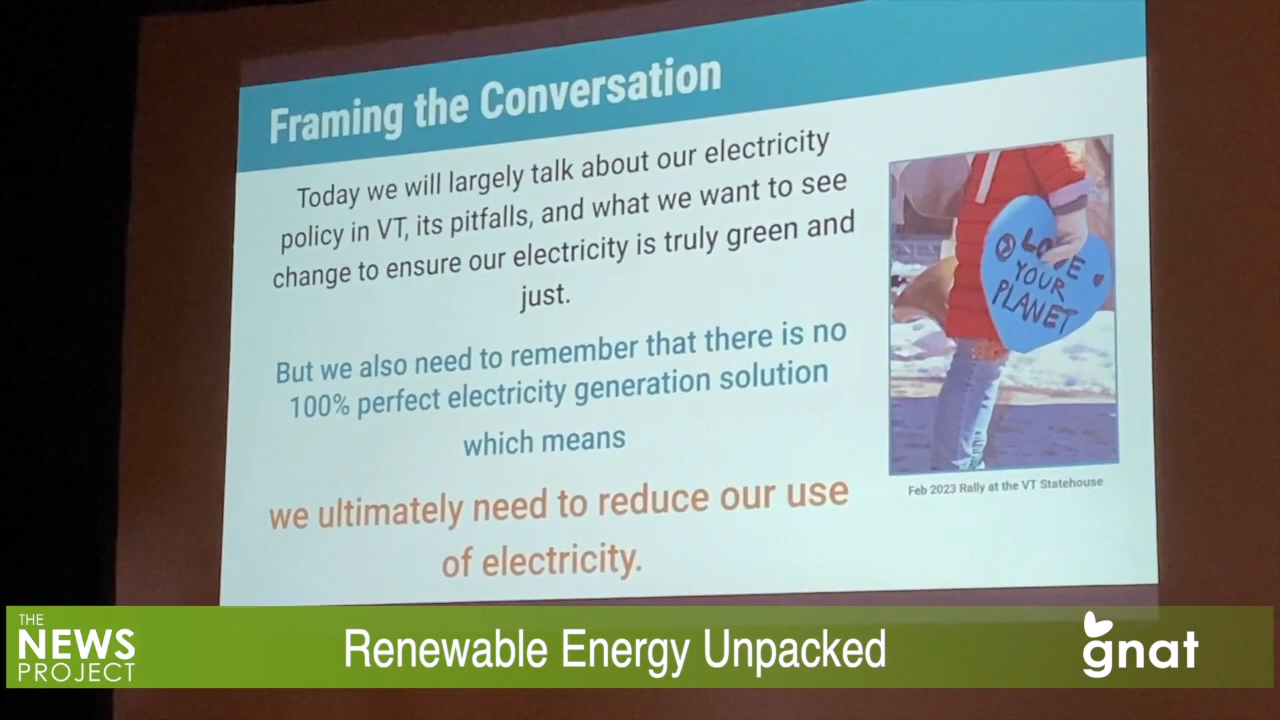 Framing the Conversation
Today we will largely talk about our electricity
policy in VT, its pitfalls, and what we want to see
change to ensure our electricity is truly green and
just.
But we also need to remember that there is no
100% perfect electricity generation solution
which means
we ultimately need to reduce our use
of electricity.
LOVE
YOUR
PLANET
Feb 2023 Rally at the VT Statehouse
THE
NEWS
PROJECT
Renewable Energy Unpacked
gnat